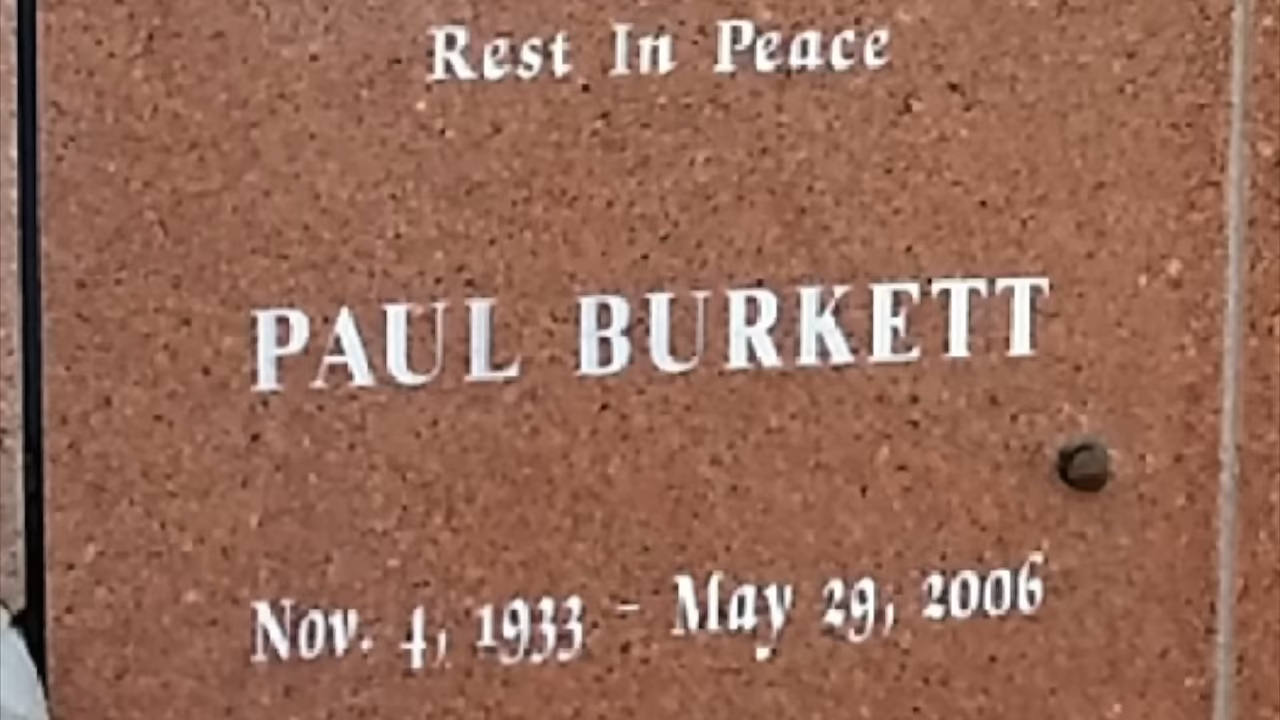 Rest In Peace
PAUL BURKETT
Nov. 4, 1933 - May 29, 2006